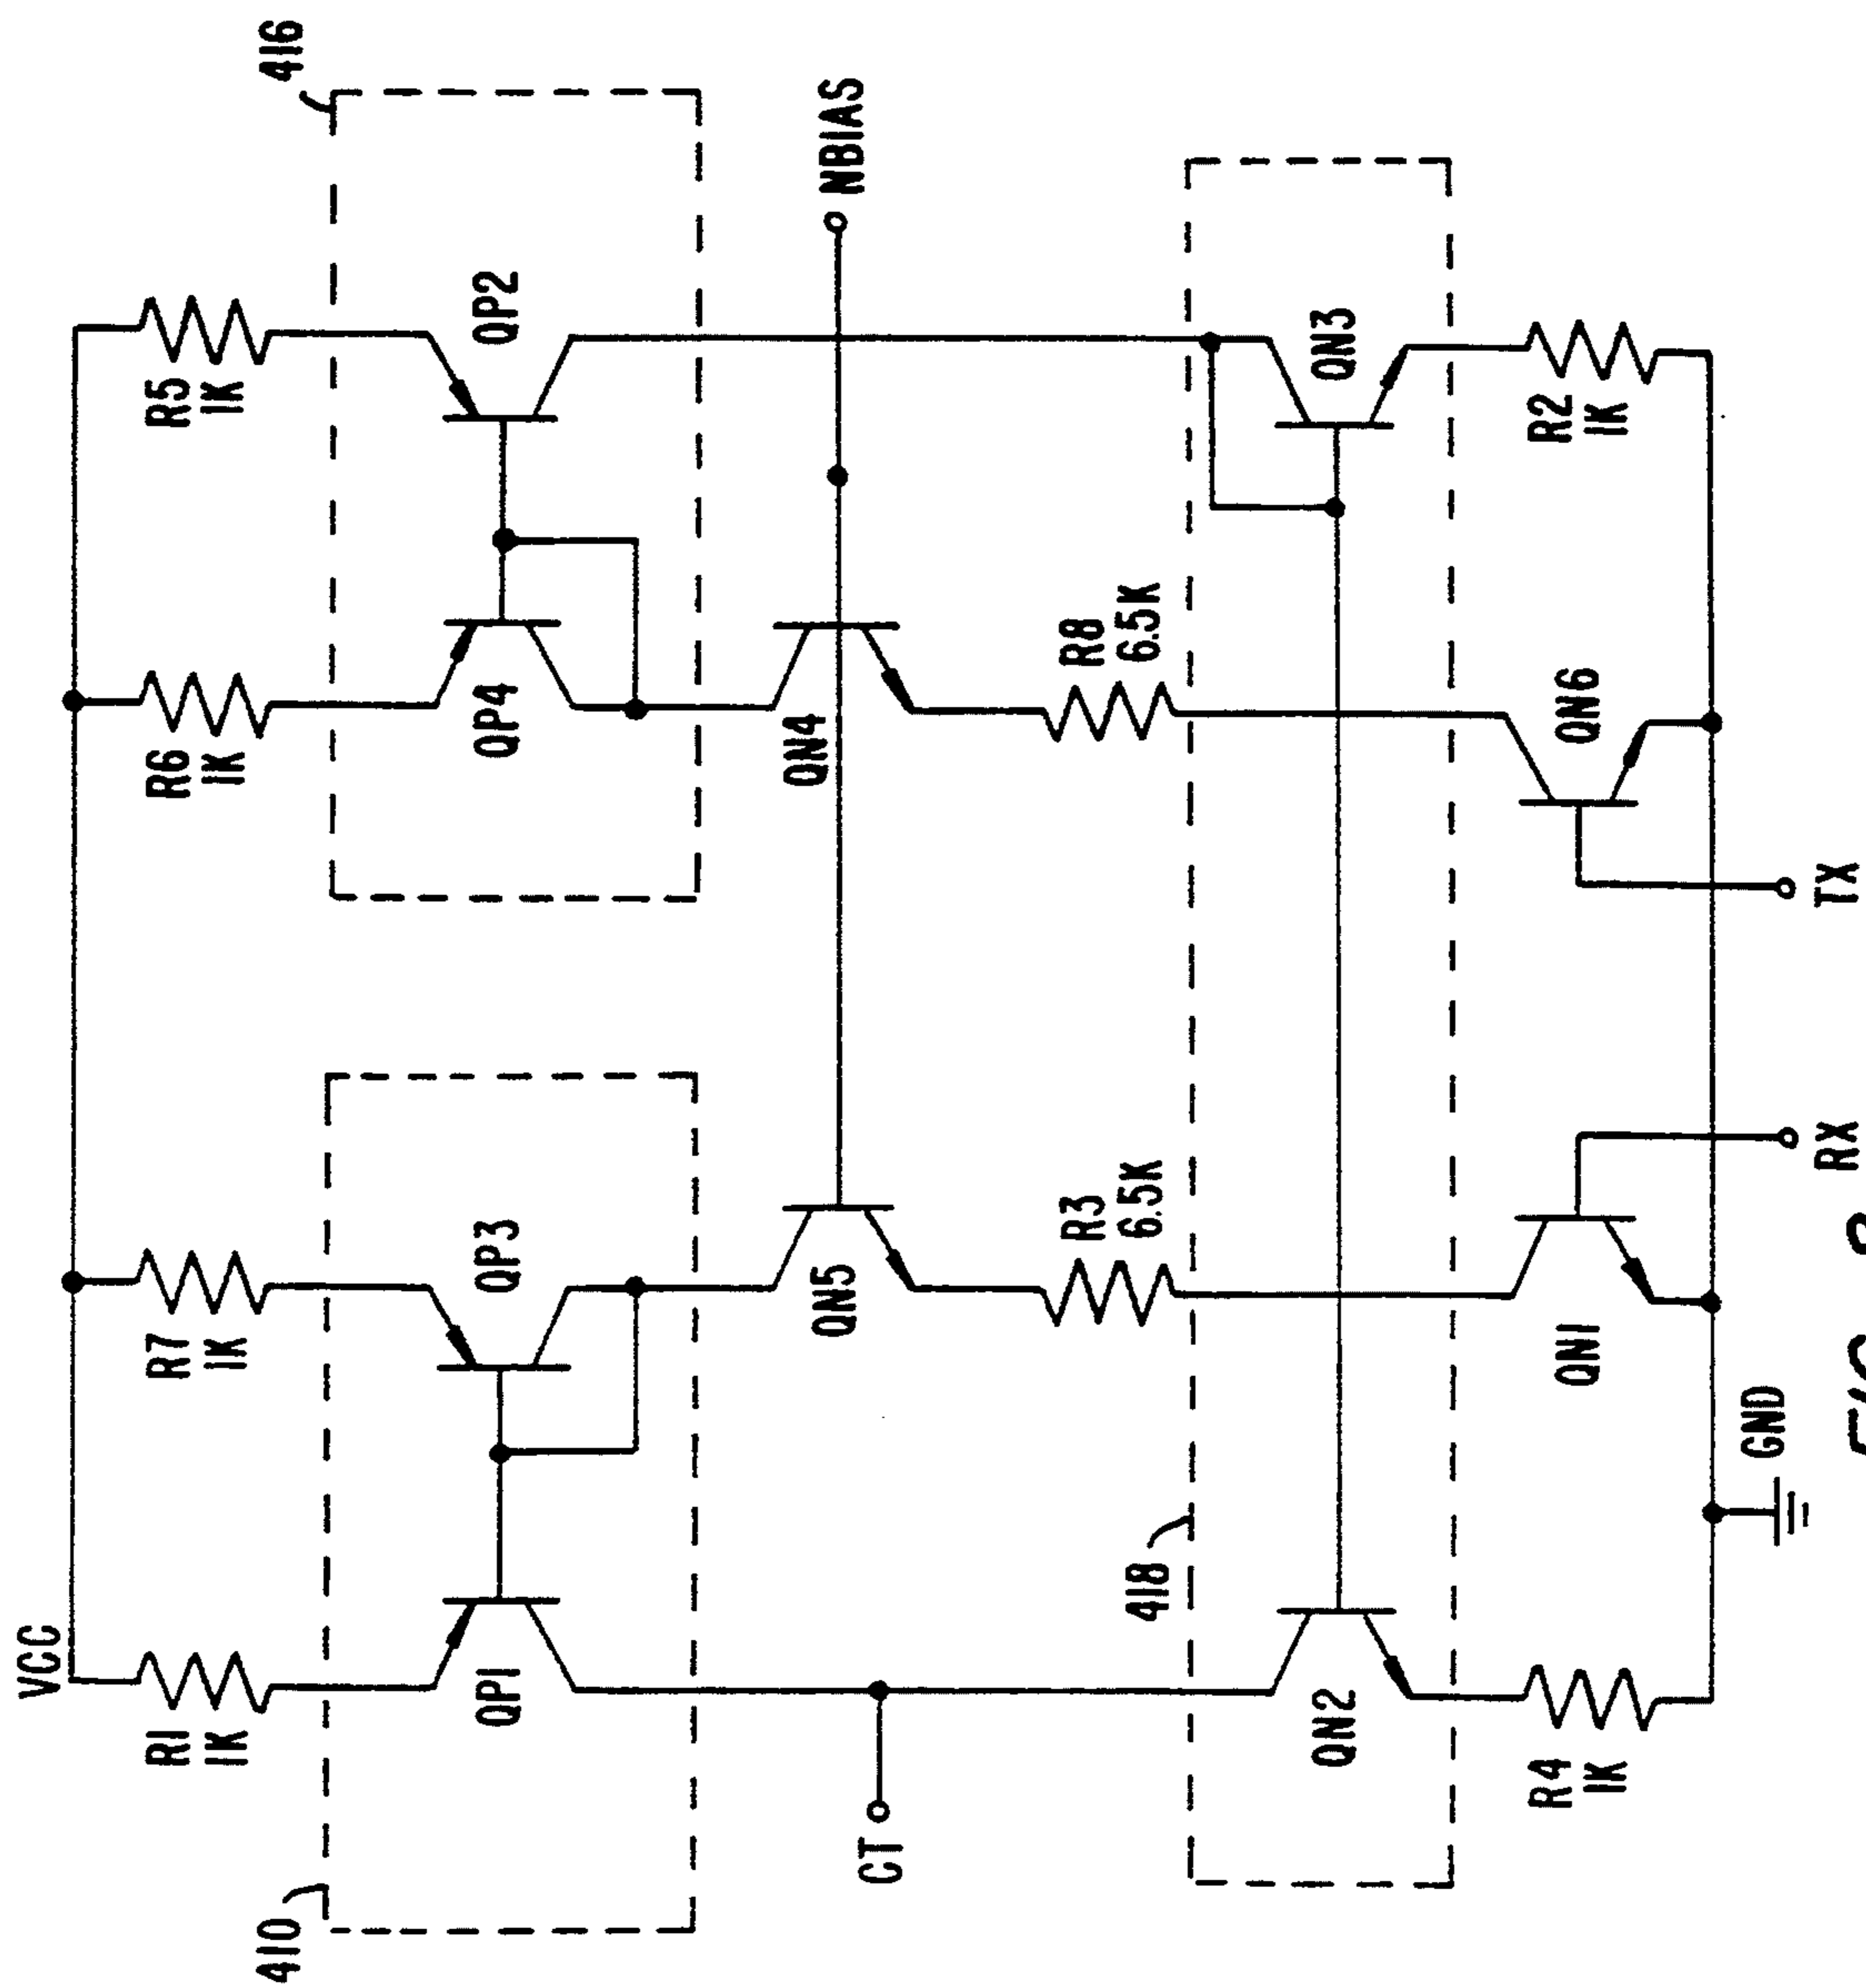 VCC
R1
1K
R7
1K
R6
1K
R5
1K
410
416
QP1
QP3
QP4
QP2
CT
QN5
QN4
NBIAS
R3
6.5K
R8
6.5K
418
QN2
QN3
R4
1K
QN1
QN6
R2
1K
GND
RX
TX